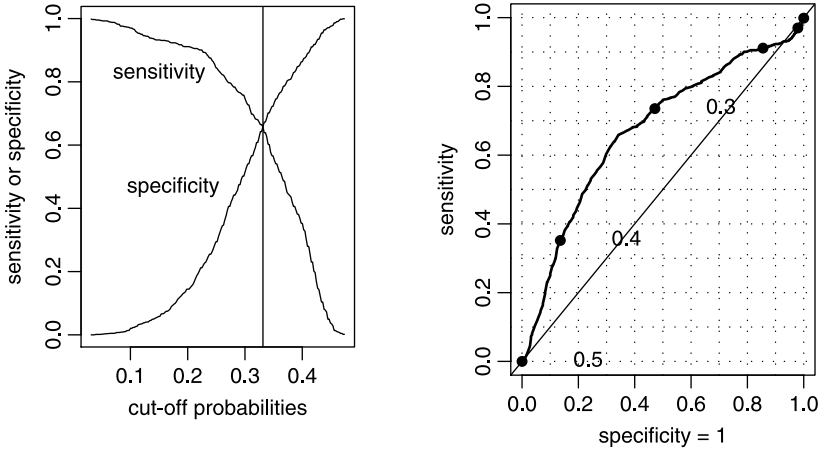 sensitivity or specificity
1.0
0.8
0.6
0.4
0.2
0.0
sensitivity
specificity
0.1 0.2 0.3 0.4
cut-off probabilities
sensitivity
1.0
0.8
0.6
0.4
0.2
0.0
0.3
0.4
0.5
0.0 0.2 0.4 0.6 0.8 1.0
specificity = 1